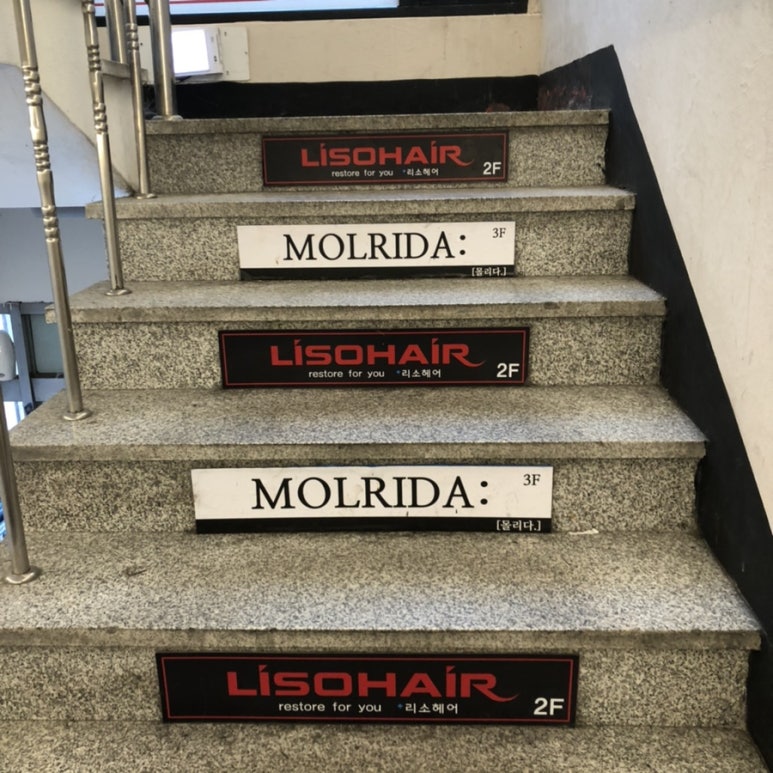 LISOHAIR
restore for you 리소헤어 2F
MOLRIDA: 3F
[몰리다.]
LISOHAIR
restore for you 리소헤어 2F
MOLRIDA: 3F
[몰리다.]
LISOHAIR
restore for you 리소헤어 2F